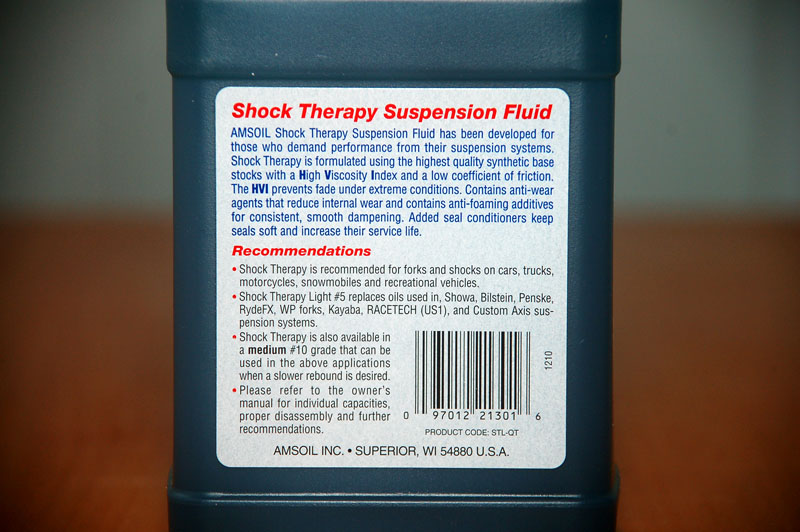 Shock Therapy Suspension Fluid
AMSOIL Shock Therapy Suspension Fluid has been developed for
those who demand performance from their suspension systems.
Shock Therapy is formulated using the highest quality synthetic base
stocks with a High Viscosity Index and a low coefficient of friction.
The HVI prevents fade under extreme conditions. Contains anti-wear
agents that reduce internal wear and contains anti-foaming additives
for consistent, smooth dampening. Added seal conditioners keep
seals soft and increase their service life.
Recommendations
• Shock Therapy is recommended for forks and shocks on cars, trucks,
motorcycles, snowmobiles and recreational vehicles.
• Shock Therapy Light #5 replaces oils used in, Showa, Bilstein, Penske,
RydeFX, WP forks, Kayaba, RACETECH (US1), and Custom Axis sus-
pension systems.
• Shock Therapy is also available in
a medium #10 grade that can be
used in the above applications
when a slower rebound is desired.
• Please refer to the owner's
manual for individual capacities,
proper disassembly and further
recommendations.
1210
0 97012 21301 6
PRODUCT CODE: STL-QT
AMSOIL INC. • SUPERIOR, WI 54880 U.S.A.